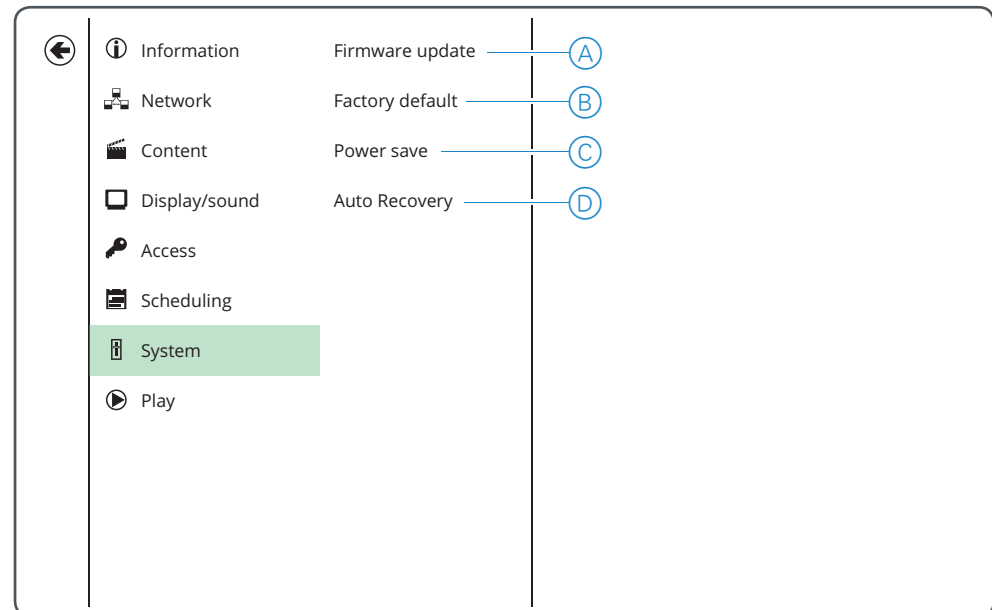 Information
Network
Content
Display/sound
Access
Scheduling
System
Play
Firmware update A
Factory default B
Power save C
Auto Recovery D